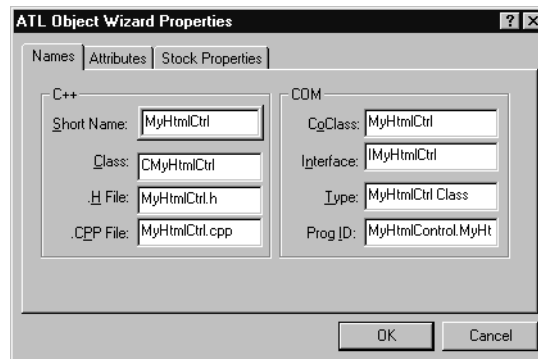 ATL Object Wizard Properties ? ×
Names Attributes Stock Properties
C++
Short Name: MyHtmlCtrl
Class: CMyHtmlCtrl
.H File: MyHtmlCtrl.h
.CPP File: MyHtmlCtrl.cpp
COM
CoClass: MyHtmlCtrl
Interface: IMyHtmlCtrl
Type: MyHtmlCtrl Class
Prog ID: MyHtmlControl.MyHt
OK Cancel